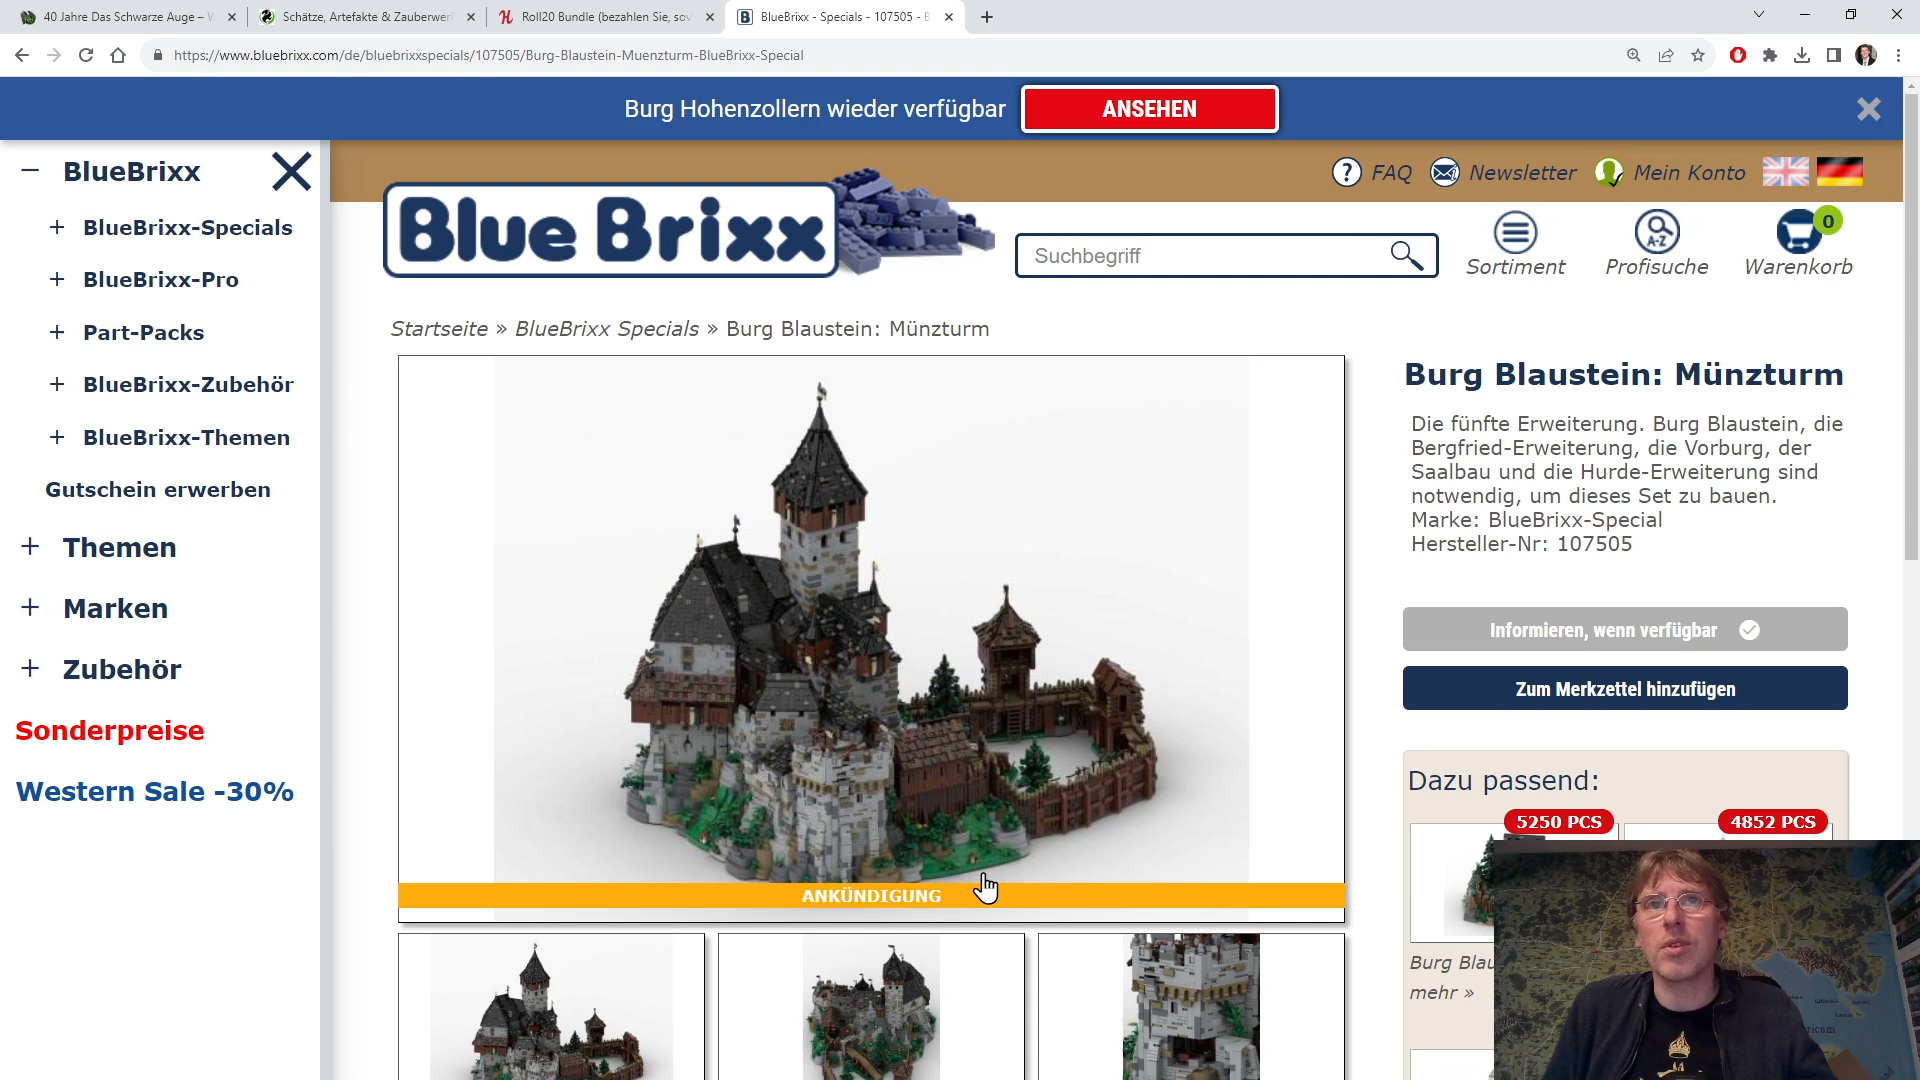 40 Jahre Das Schwarze Auge –
Schätze, Artefakte & Zauberwer
Roll20 Bundle (bezahlen Sie, sov
BlueBrixx - Specials - 107505 - B
https://www.bluebrixx.com/de/bluebrixxspecials/107505/Burg-Blaustein-Muenzturm-BlueBrixx-Special
Burg Hohenzollern wieder verfügbar
ANSEHEN
BlueBrixx
BlueBrixx-Specials
BlueBrixx-Pro
Part-Packs
BlueBrixx-Zubehör
BlueBrixx-Themen
Gutschein erwerben
Themen
Marken
Zubehör
Sonderpreise
Western Sale -30%
FAQ
Newsletter
Mein Konto
Blue Brixx
Suchbegriff
Sortiment
A-Z
Profisuche
0
Warenkorb
Startseite » BlueBrixx Specials » Burg Blaustein: Münzturm
ANKÜNDIGUNG
Burg Blaustein: Münzturm
Die fünfte Erweiterung. Burg Blaustein, die
Bergfried-Erweiterung, die Vorburg, der
Saalbau und die Hurde-Erweiterung sind
notwendig, um dieses Set zu bauen.
Marke: BlueBrixx-Special
Hersteller-Nr: 107505
Informieren, wenn verfügbar
Zum Merkzettel hinzufügen
Dazu passend:
5250 PCS
4852 PCS
Burg Blau
mehr »